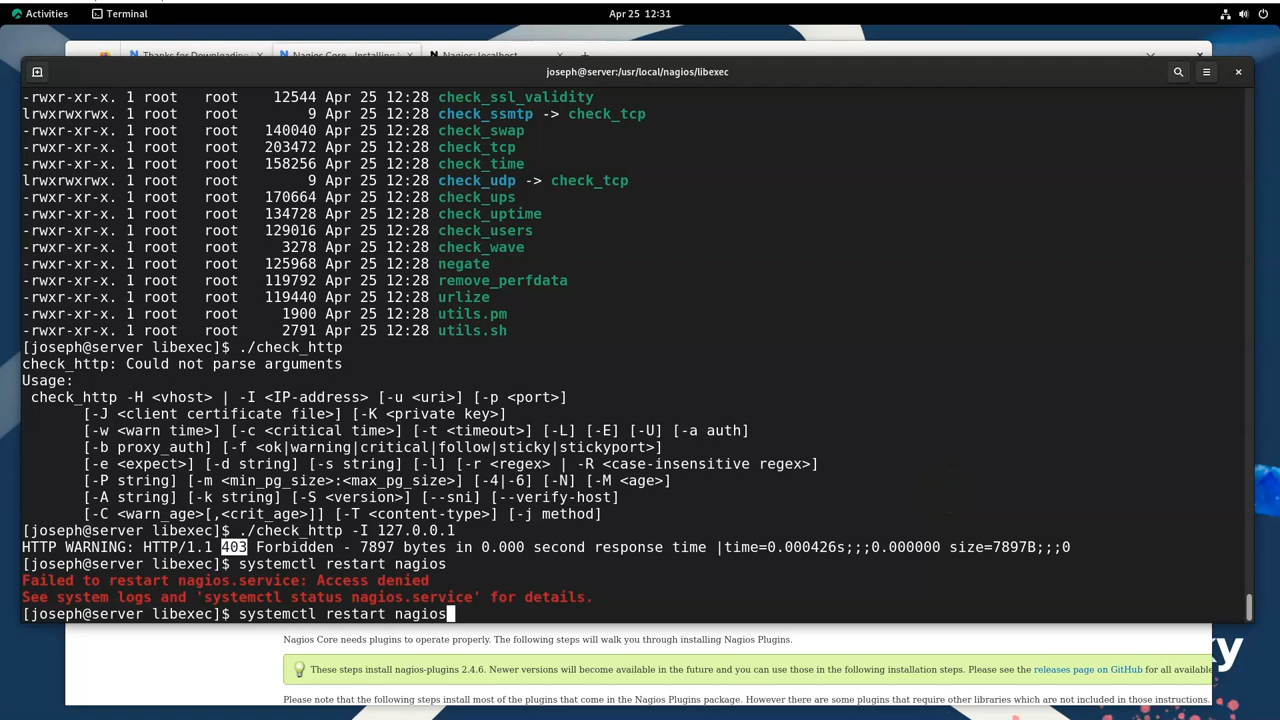 Activities
Terminal
Apr 25 12:31
Thanks for Downloading
Nagios Core - Installing
Nagios: localhost
joseph@server:/usr/local/nagios/libexec
-rwxr-xr-x. 1 root   root    12544 Apr 25 12:28 check_ssl_validity
lrwxrwxrwx. 1 root   root        9 Apr 25 12:28 check_ssmtp -> check_tcp
-rwxr-xr-x. 1 root   root   140040 Apr 25 12:28 check_swap
-rwxr-xr-x. 1 root   root   203472 Apr 25 12:28 check_tcp
-rwxr-xr-x. 1 root   root   158256 Apr 25 12:28 check_time
lrwxrwxrwx. 1 root   root        9 Apr 25 12:28 check_udp -> check_tcp
-rwxr-xr-x. 1 root   root   170664 Apr 25 12:28 check_ups
-rwxr-xr-x. 1 root   root   134728 Apr 25 12:28 check_uptime
-rwxr-xr-x. 1 root   root   129016 Apr 25 12:28 check_users
-rwxr-xr-x. 1 root   root     3278 Apr 25 12:28 check_wave
-rwxr-xr-x. 1 root   root   125968 Apr 25 12:28 negate
-rwxr-xr-x. 1 root   root   119792 Apr 25 12:28 remove_perfdata
-rwxr-xr-x. 1 root   root   119440 Apr 25 12:28 urlize
-rwxr-xr-x. 1 root   root     1900 Apr 25 12:28 utils.pm
-rwxr-xr-x. 1 root   root     2791 Apr 25 12:28 utils.sh
[joseph@server libexec]$ ./check_http
check_http: Could not parse arguments
Usage:
 check_http -H <vhost> | -I <IP-address> [-u <uri>] [-p <port>]
       [-J <client certificate file>] [-K <private key>]
       [-w <warn time>] [-c <critical time>] [-t <timeout>] [-L] [-E] [-U] [-a auth]
       [-b proxy_auth] [-f <ok|warning|critical|follow|sticky|stickyport>]
       [-e <expect>] [-d string] [-s string] [-l] [-r <regex> | -R <case-insensitive regex>]
       [-P string] [-m <min_pg_size>:<max_pg_size>] [-4|-6] [-N] [-M <age>]
       [-A string] [-k string] [-S <version>] [--sni] [--verify-host]
       [-C <warn_age>[,<crit_age>]] [-T <content-type>] [-j method]
[joseph@server libexec]$ ./check_http -I 127.0.0.1
HTTP WARNING: HTTP/1.1 403 Forbidden - 7897 bytes in 0.000 second response time |time=0.000426s;;;0.000000 size=7897B;;;0
[joseph@server libexec]$ systemctl restart nagios
Failed to restart nagios.service: Access denied
See system logs and 'systemctl status nagios.service' for details.
[joseph@server libexec]$ systemctl restart nagios
Nagios Core needs plugins to operate properly. The following steps will walk you through installing Nagios Plugins.
These steps install nagios-plugins 2.4.6. Newer versions will become available in the future and you can use those in the following installation steps. Please see the releases page on GitHub for all available
Please note that the following steps install most of the plugins that come in the Nagios Plugins package. However there are some plugins that require other libraries which are not included in those instructions.